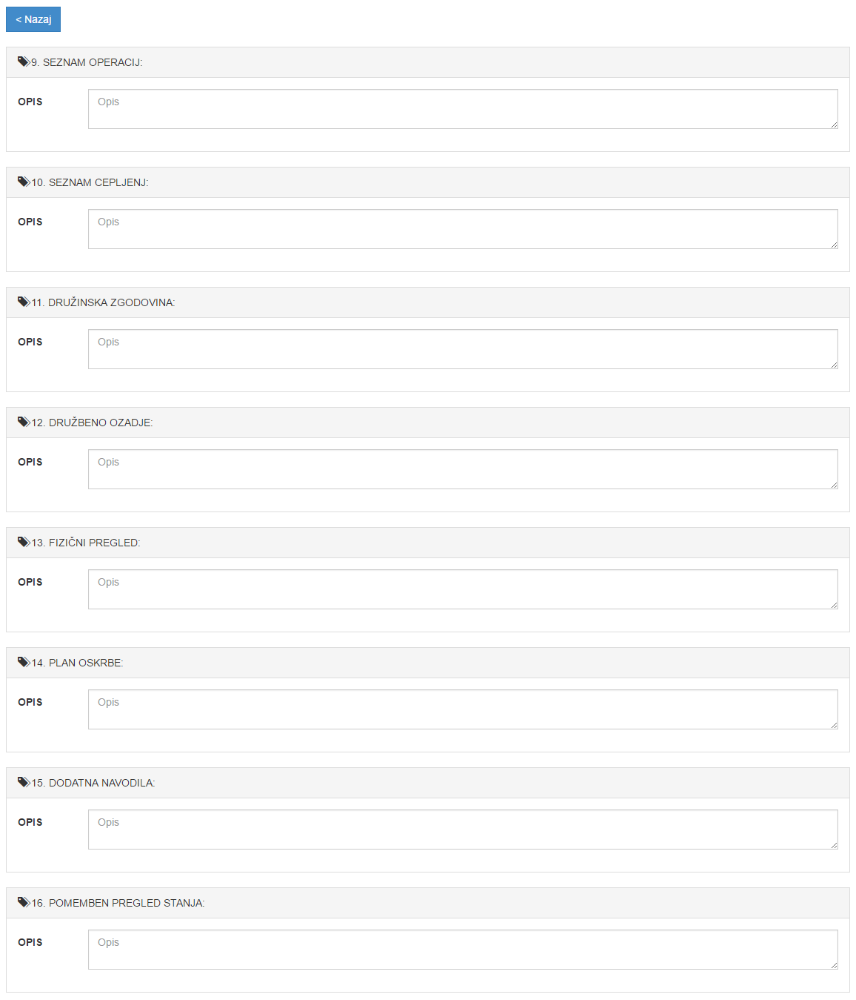 < Nazaj
9. SEZNAM OPERACIJ:
OPIS Opis
10. SEZNAM CEPLJENJ:
OPIS Opis
11. DRUŽINSKA ZGODOVINA:
OPIS Opis
12. DRUŽBENO OZADJE:
OPIS Opis
13. FIZIČNI PREGLED:
OPIS Opis
14. PLAN OSKRBE:
OPIS Opis
15. DODATNA NAVODILA:
OPIS Opis
16. POMEMBEN PREGLED STANJA:
OPIS Opis